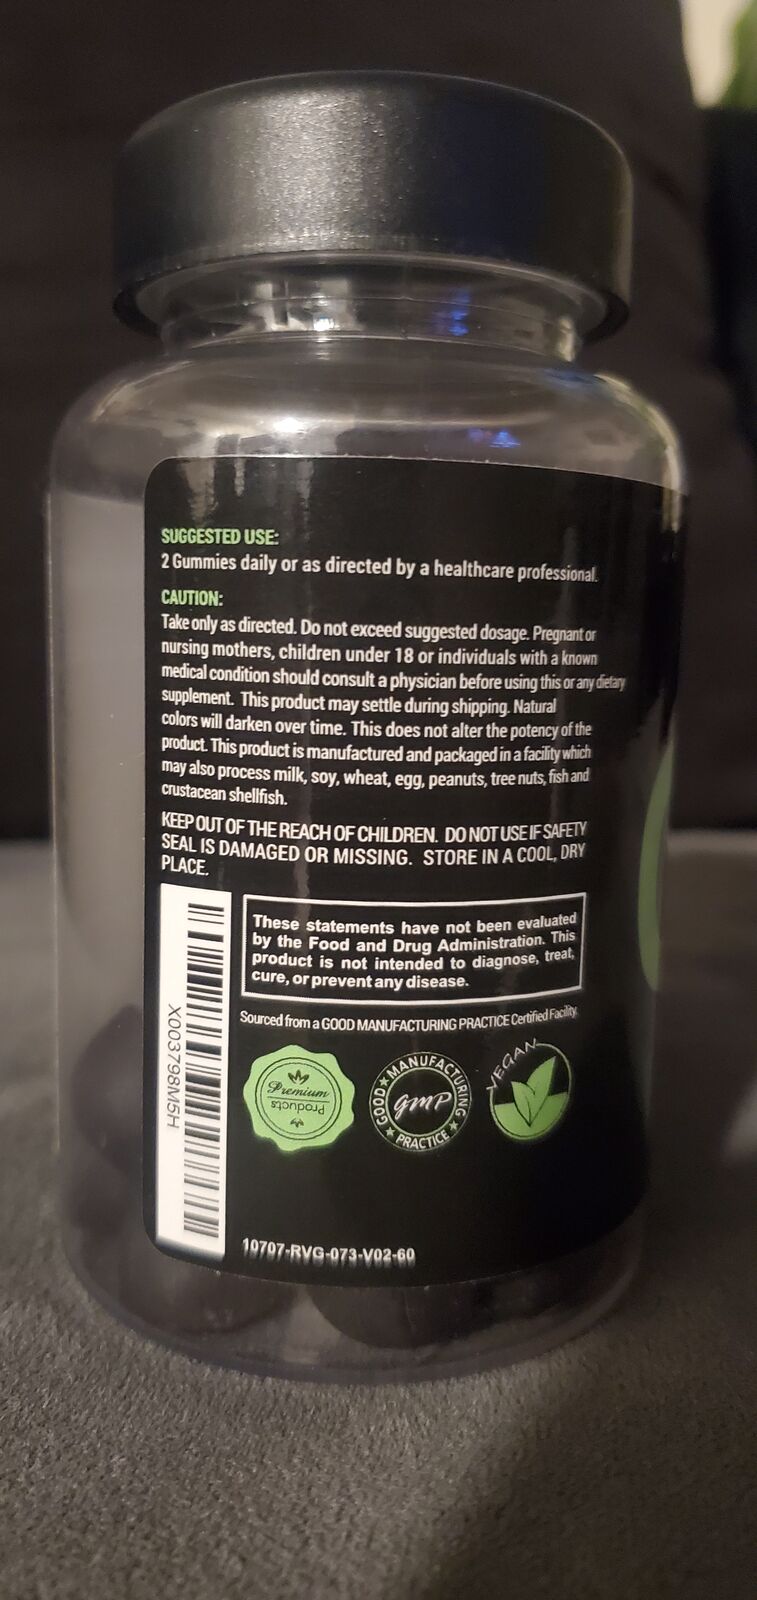 SUGGESTED USE:
2 Gummies daily or as directed by a healthcare professional.
CAUTION:
Take only as directed. Do not exceed suggested dosage. Pregnant or
nursing mothers, children under 18 or individuals with a known
medical condition should consult a physician before using this or any dietary
supplement. This product may settle during shipping. Natural
colors will darken over time. This does not alter the potency of the
product. This product is manufactured and packaged in a facility which
may also process milk, soy, wheat, egg, peanuts, tree nuts, fish and
crustacean shellfish.
KEEP OUT OF THE REACH OF CHILDREN. DO NOT USE IF SAFETY
SEAL IS DAMAGED OR MISSING. STORE IN A COOL, DRY
PLACE.
These statements have not been evaluated
by the Food and Drug Administration. This
product is not intended to diagnose, treat,
cure, or prevent any disease.
Sourced from a GOOD MANUFACTURING PRACTICE Certified Facility.
X003798M5H
Premium
Products
GOOD MANUFACTURING
GMP
PRACTICE
VEGAN
10707-RVG-073-V02-60